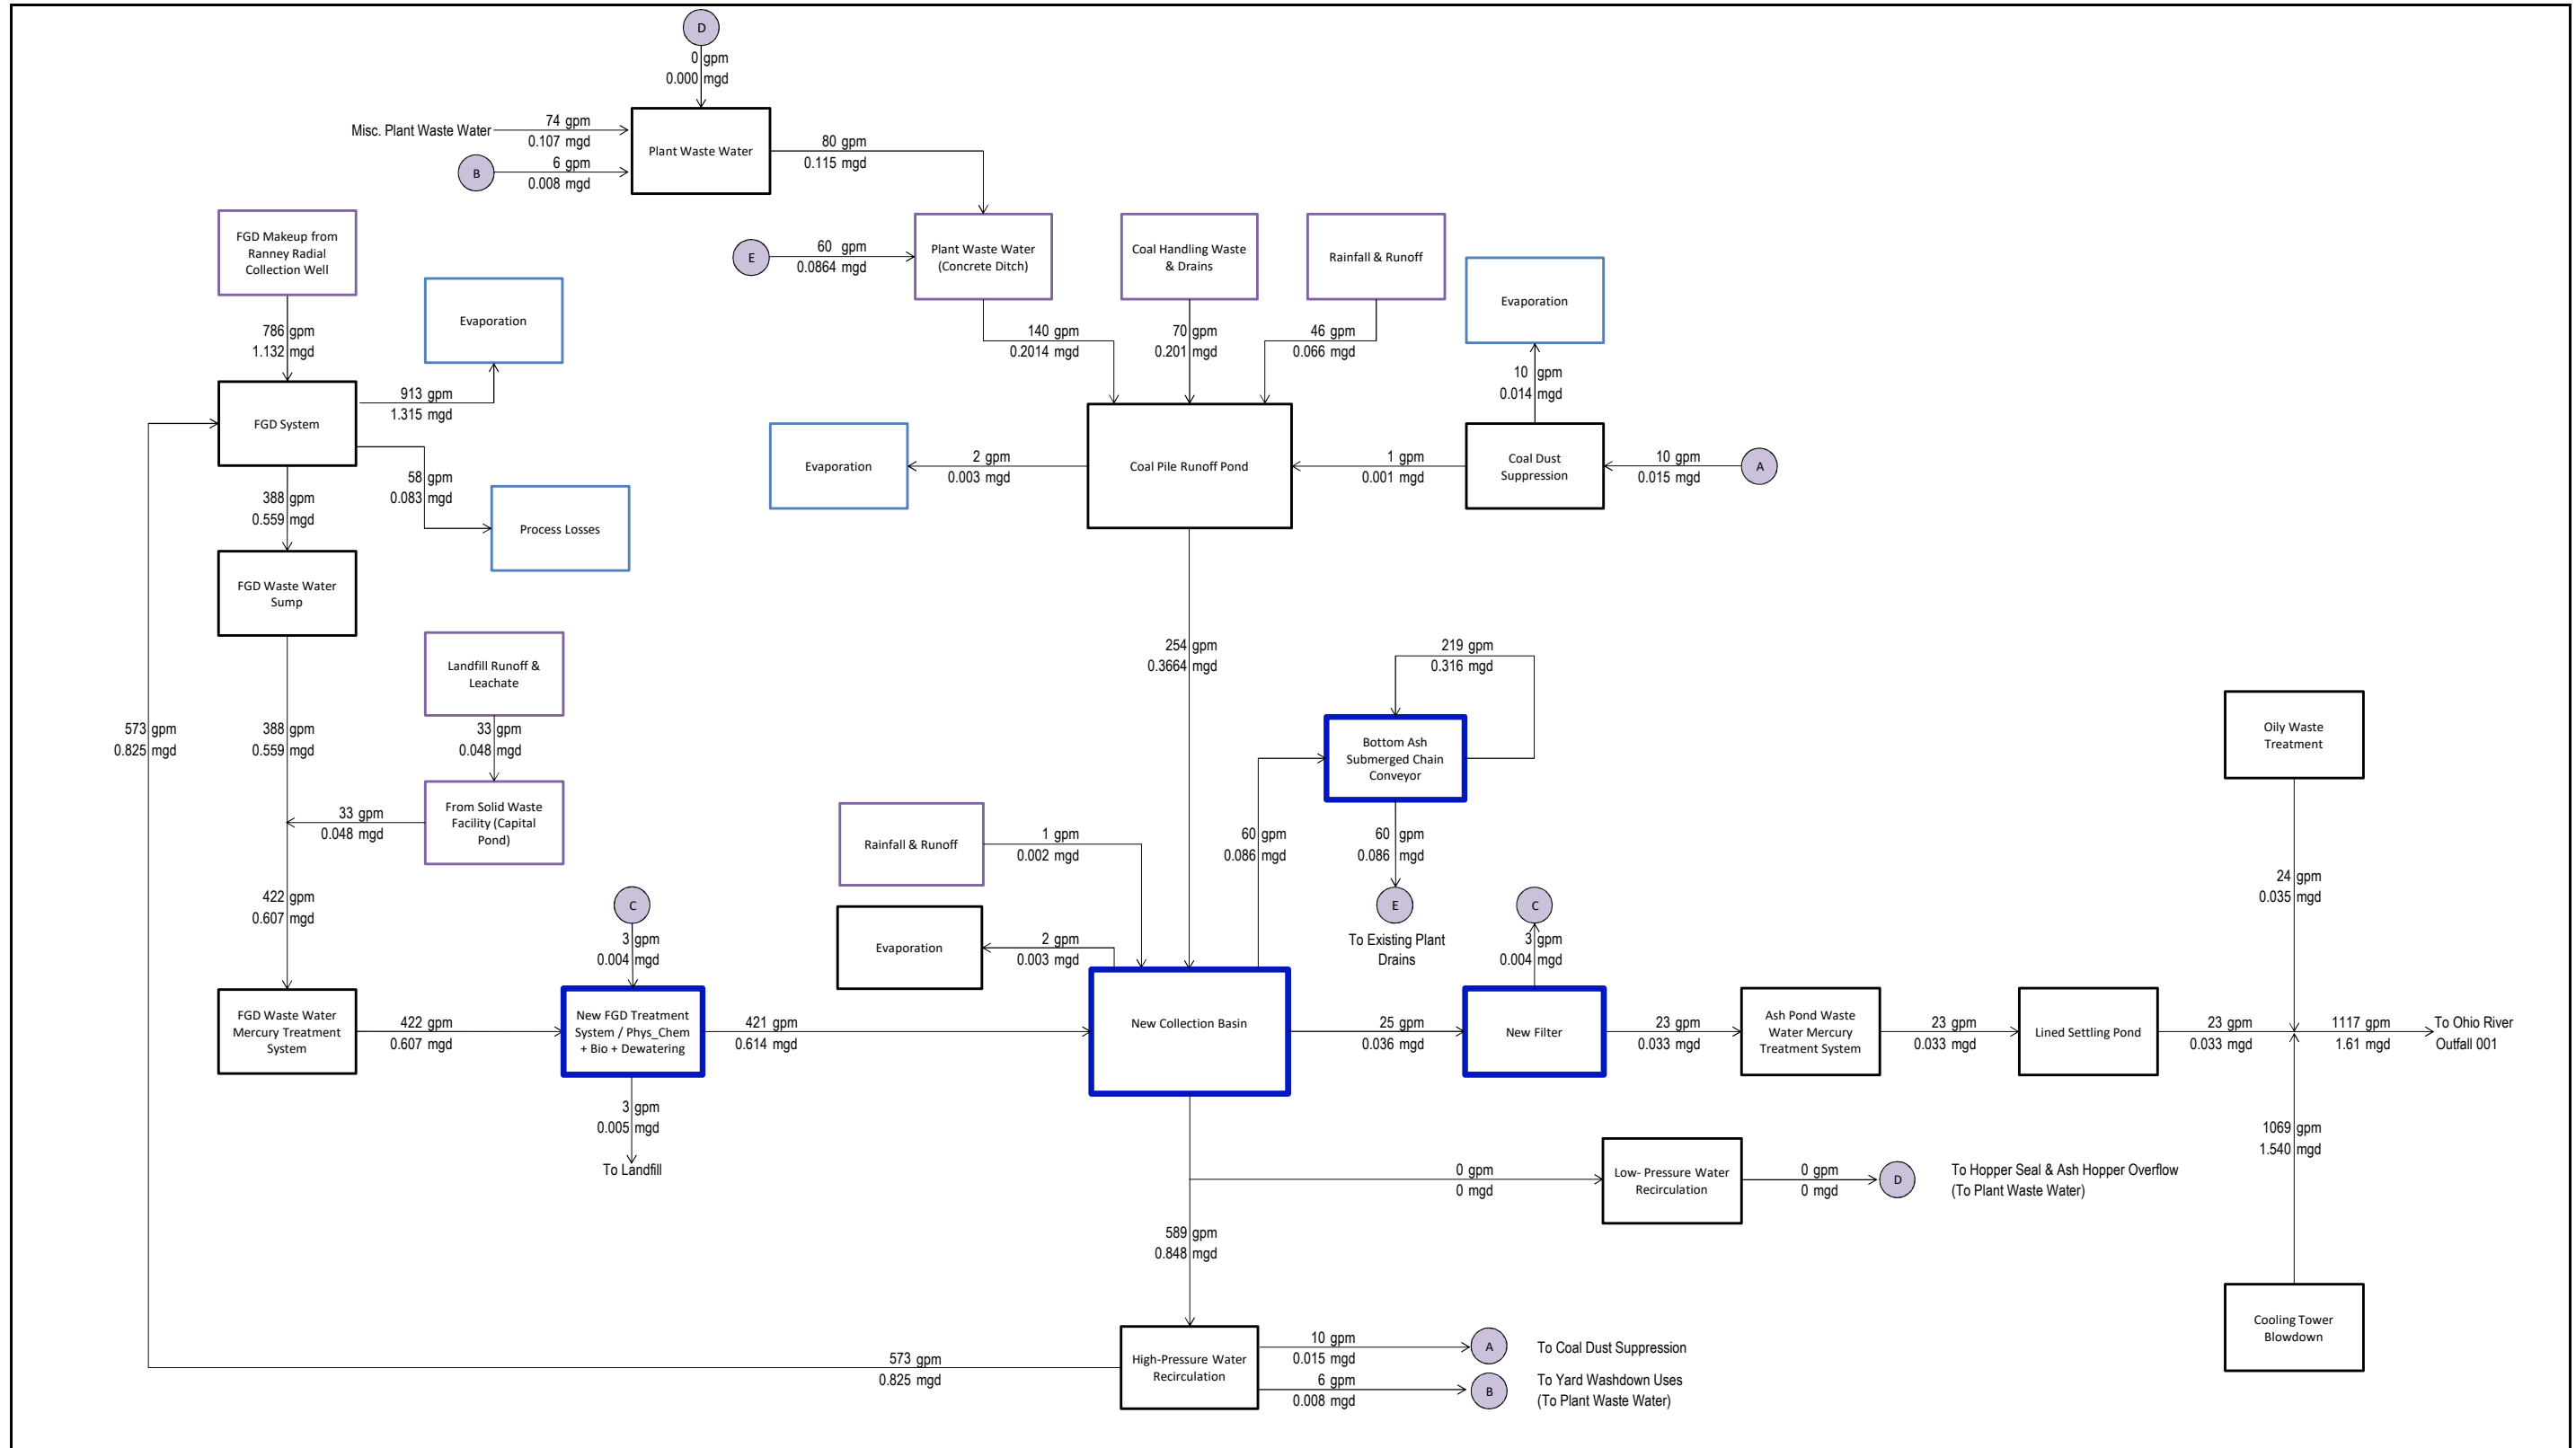 D
0 gpm
0.000 mgd
Misc. Plant Waste Water
74 gpm
0.107 mgd
B
6 gpm
0.008 mgd
Plant Waste Water
80 gpm
0.115 mgd
FGD Makeup from
Ranney Radial
Collection Well
786 gpm
1.132 mgd
Evaporation
913 gpm
1.315 mgd
FGD System
58 gpm
0.083 mgd
Process Losses
388 gpm
0.559 mgd
FGD Waste Water
Sump
E
60 gpm
0.0864 mgd
Plant Waste Water
(Concrete Ditch)
Coal Handling Waste
& Drains
Rainfall & Runoff
Evaporation
140 gpm
0.2014 mgd
70 gpm
0.201 mgd
46 gpm
0.066 mgd
10 gpm
0.014 mgd
Evaporation
2 gpm
0.003 mgd
Coal Pile Runoff Pond
1 gpm
0.001 mgd
Coal Dust
Suppression
10 gpm
0.015 mgd
A
254 gpm
0.3664 mgd
Landfill Runoff &
Leachate
573 gpm
0.825 mgd
388 gpm
0.559 mgd
33 gpm
0.048 mgd
From Solid Waste
Facility (Capital
Pond)
33 gpm
0.048 mgd
422 gpm
0.607 mgd
219 gpm
0.316 mgd
Bottom Ash
Submerged Chain
Conveyor
60 gpm
0.086 mgd
60 gpm
0.086 mgd
E
To Existing Plant
Drains
Oily Waste
Treatment
24 gpm
0.035 mgd
Rainfall & Runoff
1 gpm
0.002 mgd
Evaporation
2 gpm
0.003 mgd
C
3 gpm
0.004 mgd
C
3 gpm
0.004 mgd
FGD Waste Water
Mercury Treatment
System
422 gpm
0.607 mgd
New FGD Treatment
System / Phys_Chem
+ Bio + Dewatering
421 gpm
0.614 mgd
New Collection Basin
25 gpm
0.036 mgd
New Filter
23 gpm
0.033 mgd
Ash Pond Waste
Water Mercury
Treatment System
23 gpm
0.033 mgd
Lined Settling Pond
23 gpm
0.033 mgd
1117 gpm
1.61 mgd
To Ohio River
Outfall 001
3 gpm
0.005 mgd
To Landfill
1069 gpm
1.540 mgd
0 gpm
0 mgd
Low- Pressure Water
Recirculation
0 gpm
0 mgd
D
To Hopper Seal & Ash Hopper Overflow
(To Plant Waste Water)
589 gpm
0.848 mgd
Cooling Tower
Blowdown
573 gpm
0.825 mgd
High-Pressure Water
Recirculation
10 gpm
0.015 mgd
A
To Coal Dust Suppression
6 gpm
0.008 mgd
B
To Yard Washdown Uses
(To Plant Waste Water)